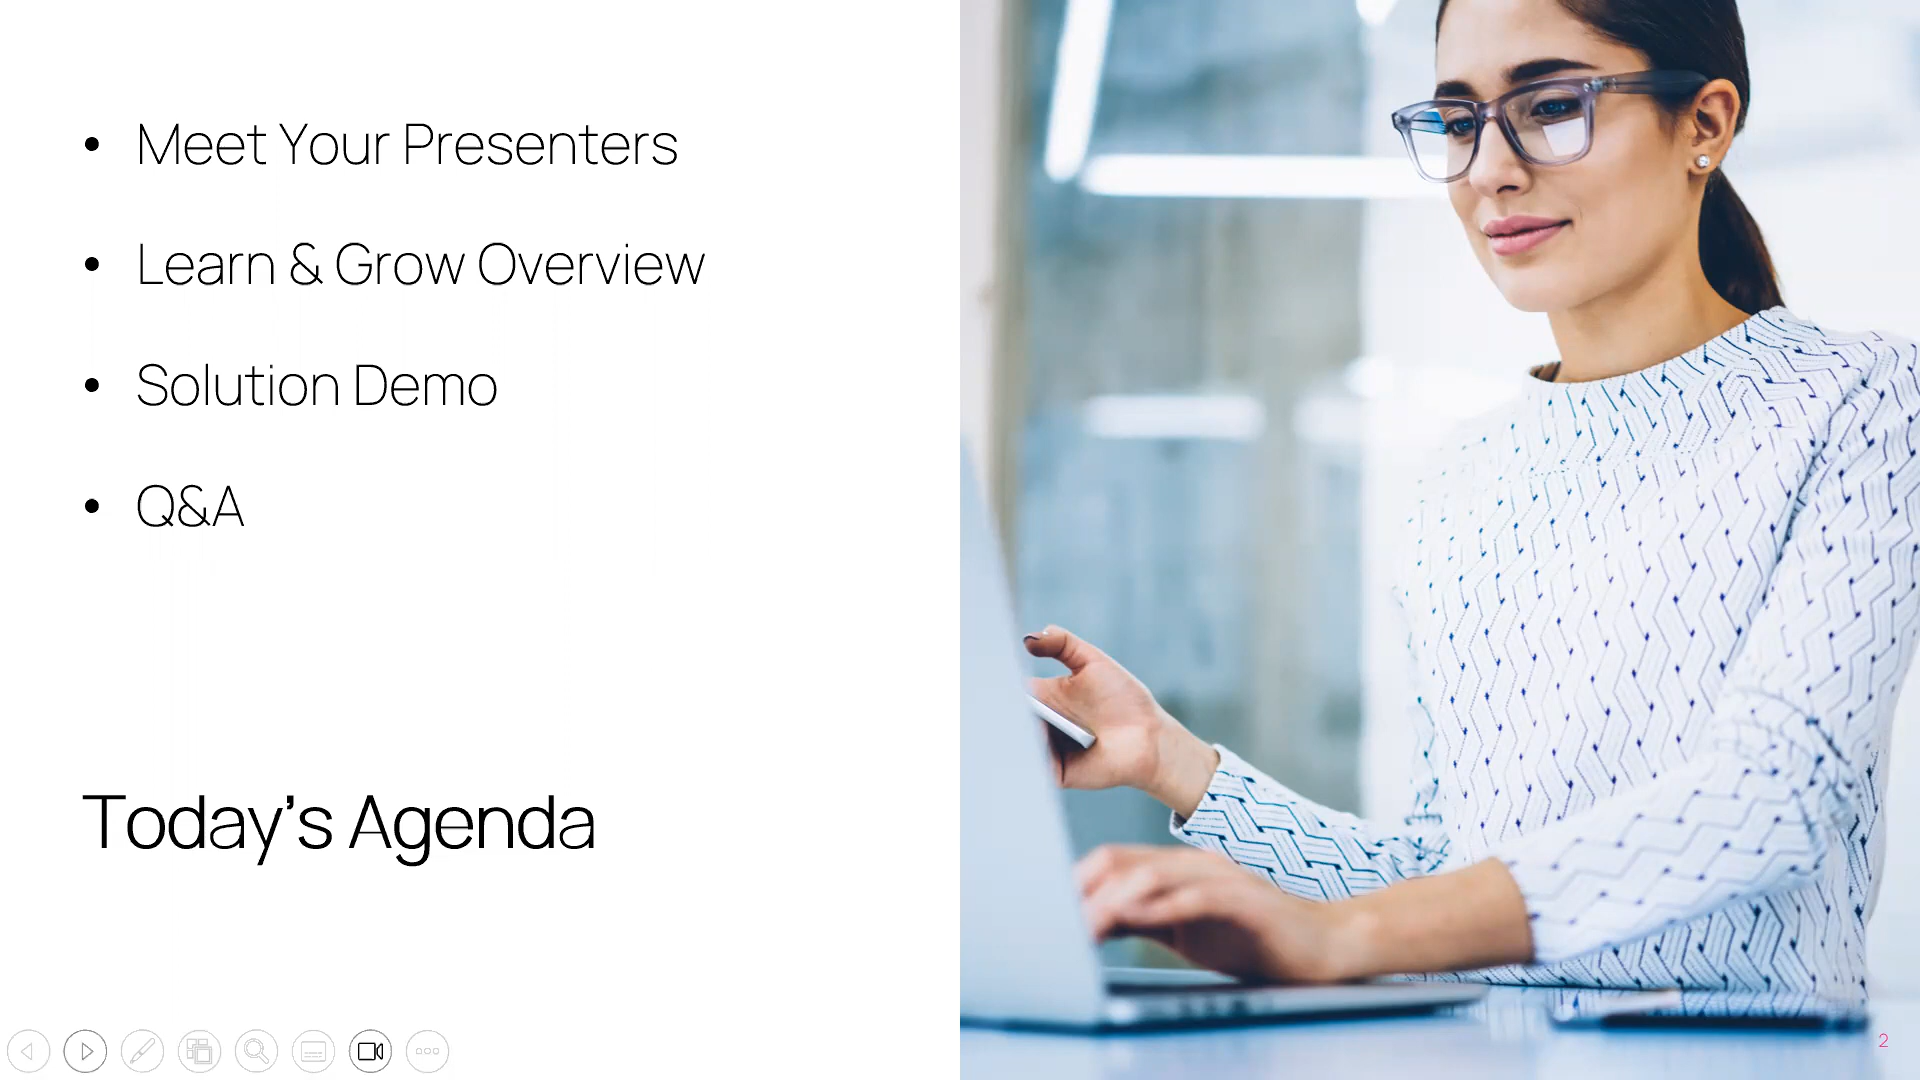 • Meet Your Presenters
• Learn & Grow Overview
• Solution Demo
• Q&A
Today’s Agenda
2